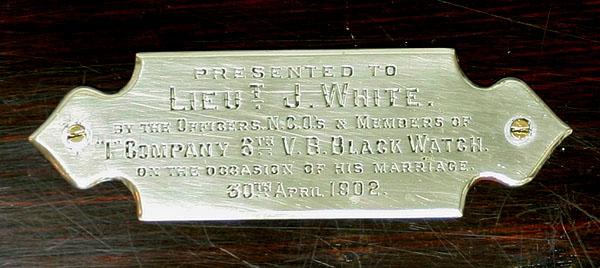 PRESENTED TO
LIEUT. J. WHITE.
BY THE OFFICERS, N.C.O'S & MEMBERS OF
"I" COMPANY 6TH V.B. BLACK WATCH.
ON THE OCCASION OF HIS MARRIAGE.
30TH APRIL 1902.